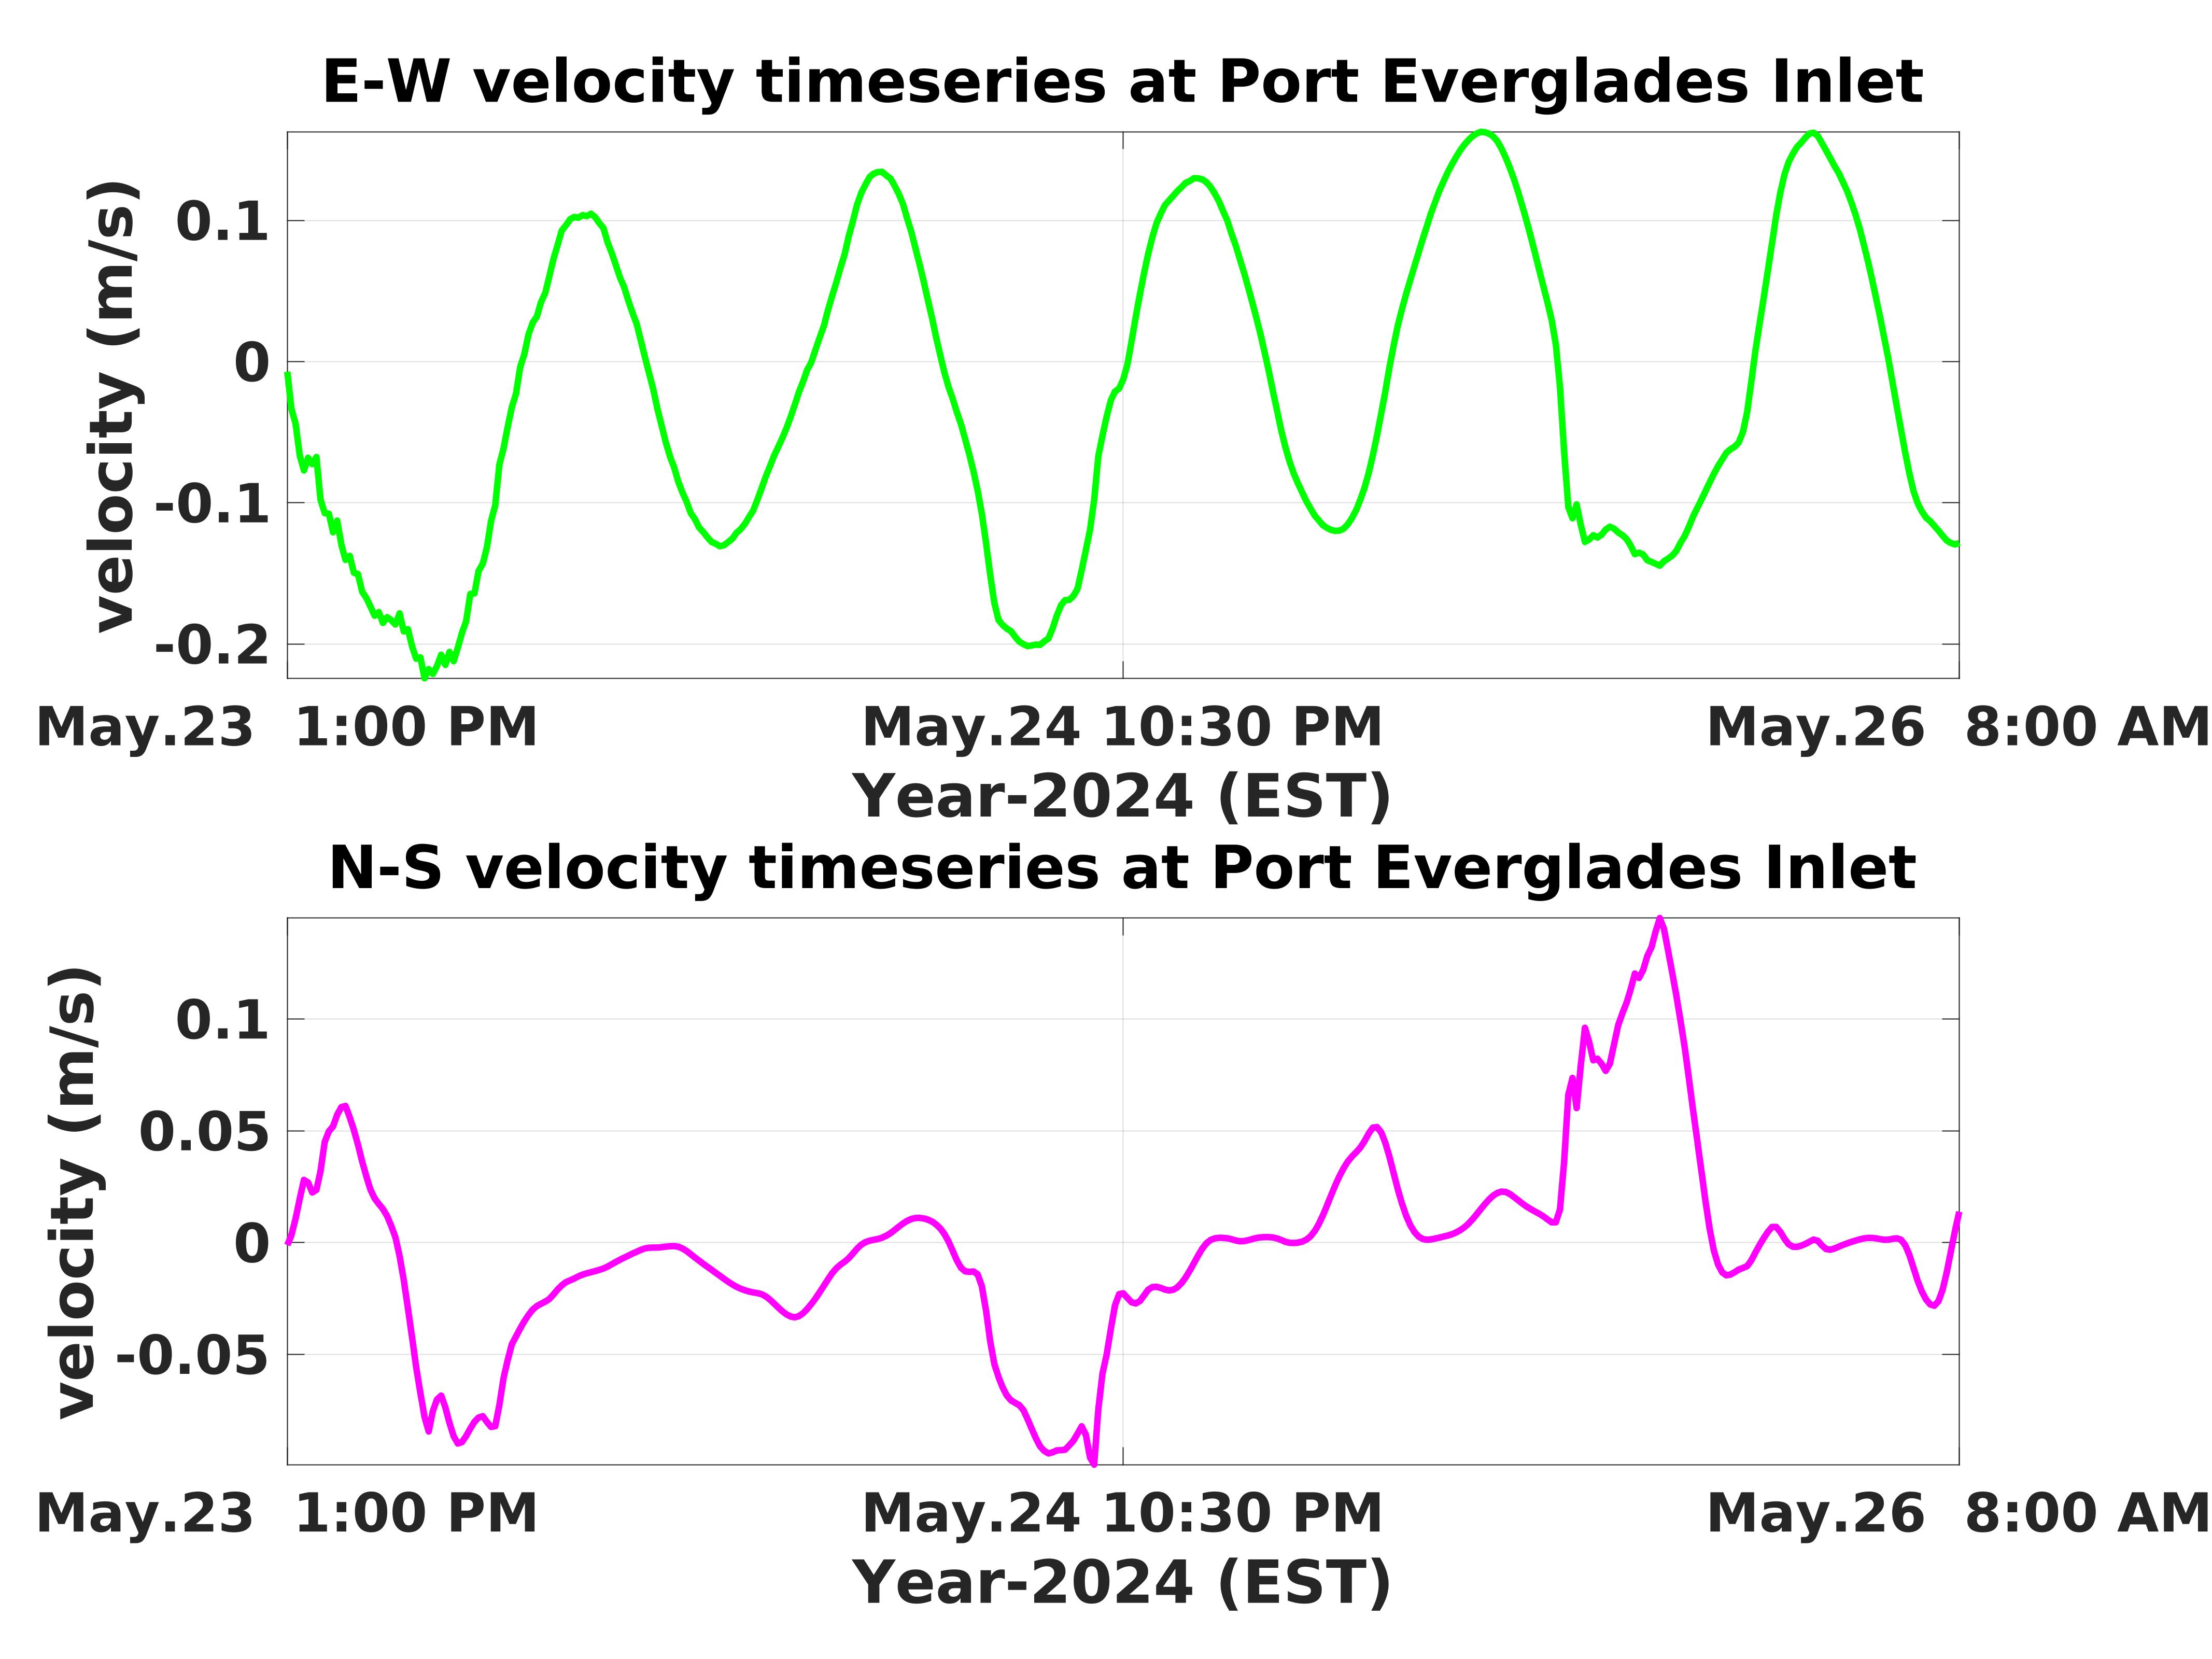 E-W velocity timeseries at Port Everglades Inlet
velocity (m/s)
0.1
0
-0.1
-0.2
May.23  1:00 PM
May.24 10:30 PM
May.26  8:00 AM
Year-2024 (EST)
N-S velocity timeseries at Port Everglades Inlet
velocity (m/s)
0.1
0.05
0
-0.05
May.23  1:00 PM
May.24 10:30 PM
May.26  8:00 AM
Year-2024 (EST)